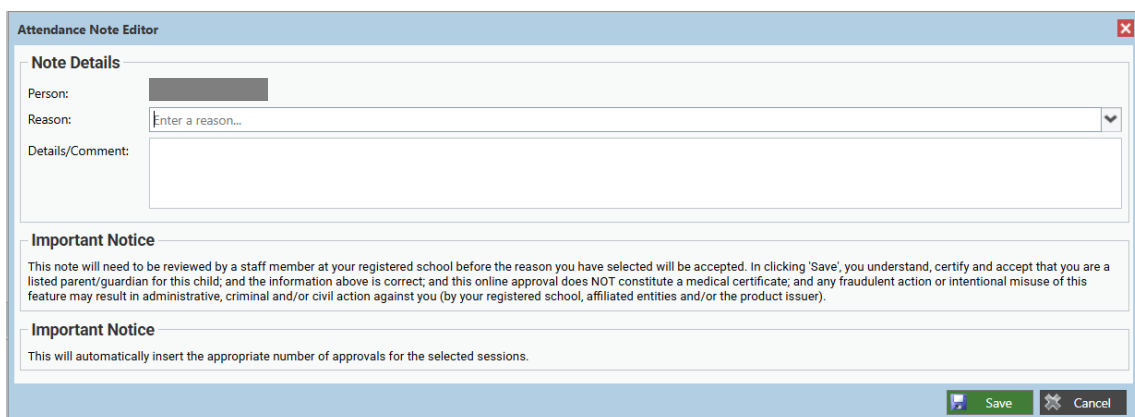 Attendance Note Editor
Note Details
Person:
Reason:
Enter a reason...
Details/Comment:
Important Notice
This note will need to be reviewed by a staff member at your registered school before the reason you have selected will be accepted. In clicking 'Save', you understand, certify and accept that you are a
listed parent/guardian for this child; and the information above is correct; and this online approval does NOT constitute a medical certificate; and any fraudulent action or intentional misuse of this
feature may result in administrative, criminal and/or civil action against you (by your registered school, affiliated entities and/or the product issuer).
Important Notice
This will automatically insert the appropriate number of approvals for the selected sessions.
Save
Cancel